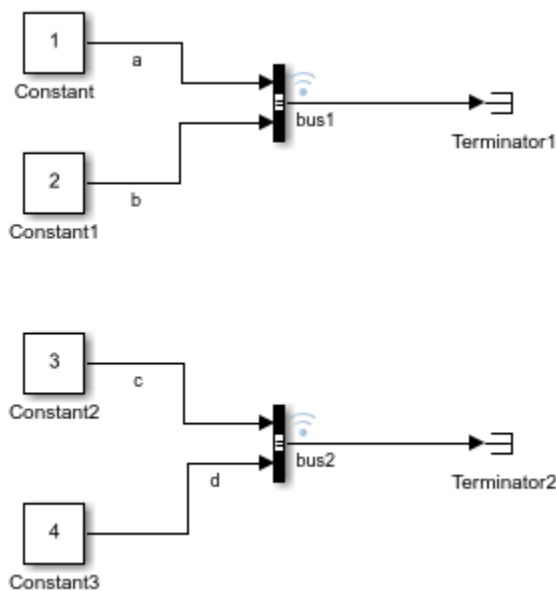 1
a
Constant
bus1
Terminator1
2
b
Constant1
3
c
Constant2
bus2
d
Terminator2
4
Constant3